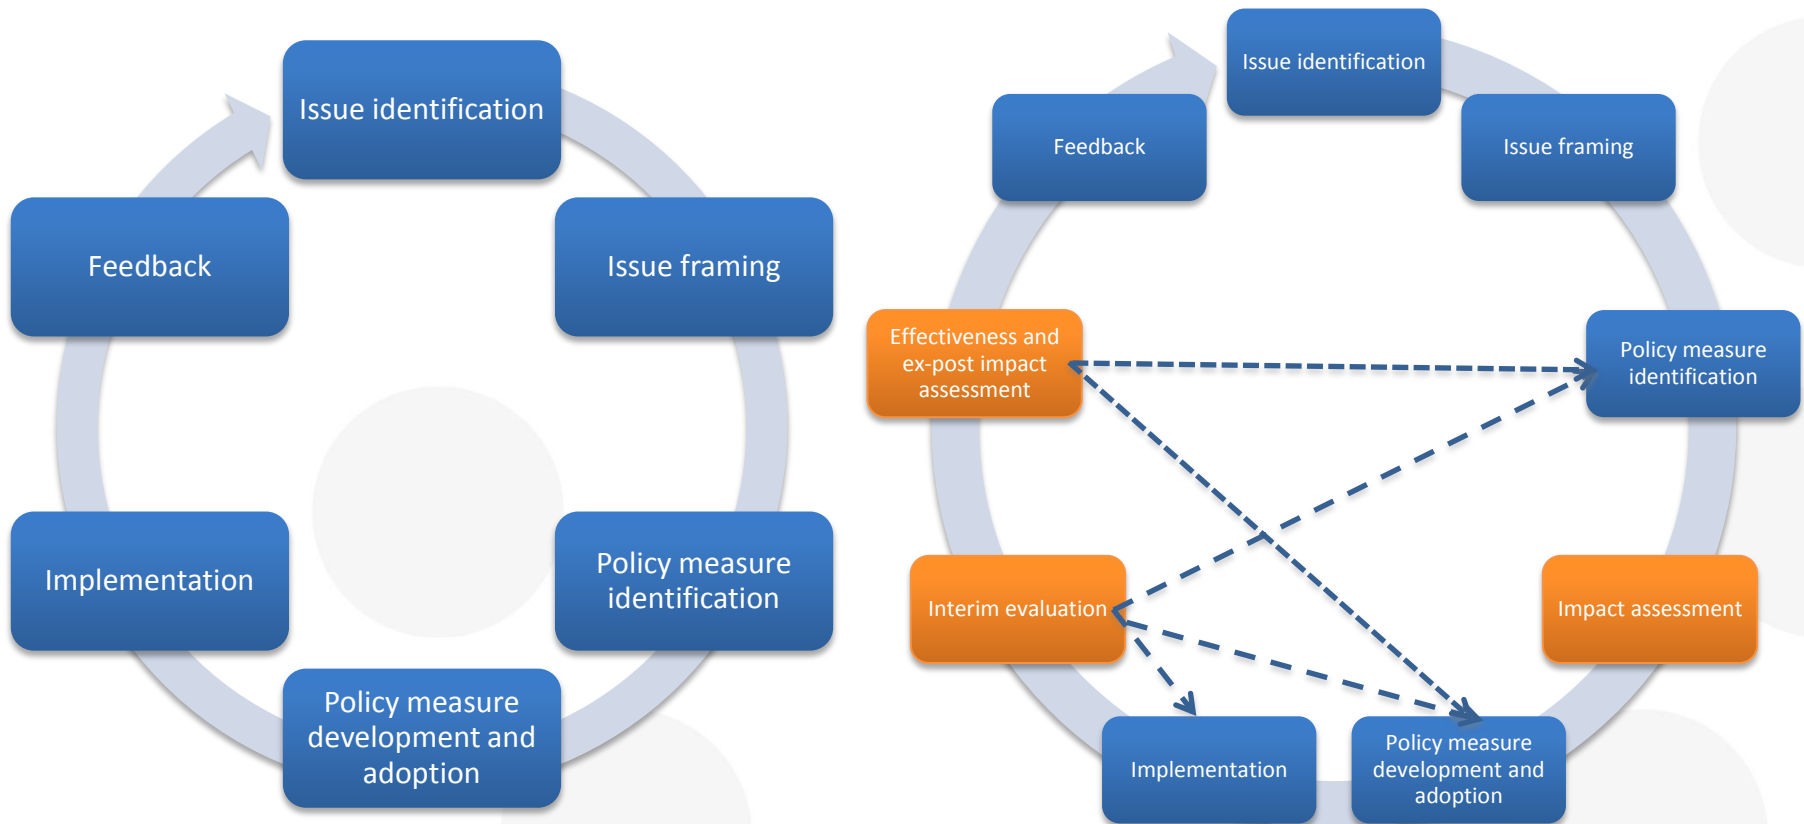 Issue identification
Issue framing
Policy measure
identification
Policy measure
development and
adoption
Implementation
Feedback
Issue identification
Issue framing
Policy measure
identification
Impact assessment
Policy measure
development and
adoption
Implementation
Interim evaluation
Effectiveness and
ex-post impact
assessment
Feedback